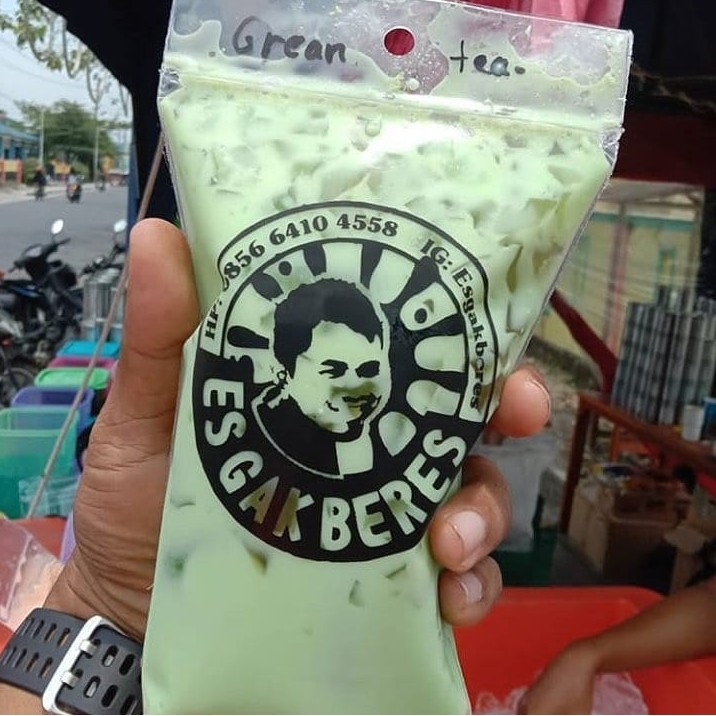 Grean tea.
HP: 0856 6410 4558 IG: Esgakberes
ES GAK BERES